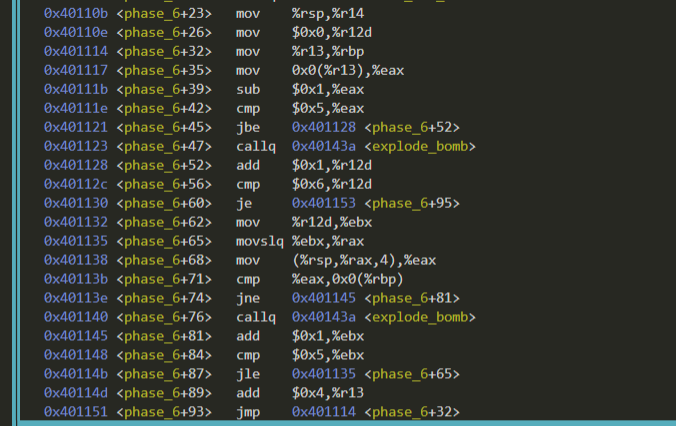 0x40110b <phase_6+23> mov %rsp,%r14
0x40110e <phase_6+26> mov $0x0,%r12d
0x401114 <phase_6+32> mov %r13,%rbp
0x401117 <phase_6+35> mov 0x0(%r13),%eax
0x40111b <phase_6+39> sub $0x1,%eax
0x40111e <phase_6+42> cmp $0x5,%eax
0x401121 <phase_6+45> jbe 0x401128 <phase_6+52>
0x401123 <phase_6+47> callq 0x40143a <explode_bomb>
0x401128 <phase_6+52> add $0x1,%r12d
0x40112c <phase_6+56> cmp $0x6,%r12d
0x401130 <phase_6+60> je 0x401153 <phase_6+95>
0x401132 <phase_6+62> mov %r12d,%ebx
0x401135 <phase_6+65> movslq %ebx,%rax
0x401138 <phase_6+68> mov (%rsp,%rax,4),%eax
0x40113b <phase_6+71> cmp %eax,0x0(%rbp)
0x40113e <phase_6+74> jne 0x401145 <phase_6+81>
0x401140 <phase_6+76> callq 0x40143a <explode_bomb>
0x401145 <phase_6+81> add $0x1,%ebx
0x401148 <phase_6+84> cmp $0x5,%ebx
0x40114b <phase_6+87> jle 0x401135 <phase_6+65>
0x40114d <phase_6+89> add $0x4,%r13
0x401151 <phase_6+93> jmp 0x401114 <phase_6+32>